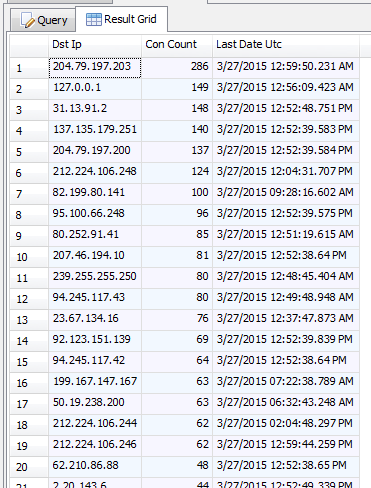 Query Result Grid
Dst Ip Con Count Last Date Utc
1 204.79.197.203 286 3/27/2015 12:59:50.231 AM
2 127.0.0.1 149 3/27/2015 12:56:09.423 AM
3 31.13.91.2 148 3/27/2015 12:52:48.751 PM
4 137.135.179.251 140 3/27/2015 12:52:39.583 PM
5 204.79.197.200 137 3/27/2015 12:52:39.584 PM
6 212.224.106.248 124 3/27/2015 12:04:31.707 PM
7 82.199.80.141 100 3/27/2015 09:28:16.602 AM
8 95.100.66.248 96 3/27/2015 12:52:39.575 PM
9 80.252.91.41 85 3/27/2015 12:51:19.615 AM
10 207.46.194.10 81 3/27/2015 12:52:38.64 PM
11 239.255.255.250 80 3/27/2015 12:48:45.404 AM
12 94.245.117.43 80 3/27/2015 12:49:48.948 AM
13 23.67.134.16 76 3/27/2015 12:37:47.873 AM
14 92.123.151.139 69 3/27/2015 12:52:39.839 PM
15 94.245.117.42 64 3/27/2015 12:52:38.64 PM
16 199.167.147.167 63 3/27/2015 07:22:38.789 AM
17 50.19.238.200 63 3/27/2015 06:32:43.248 AM
18 212.224.106.244 62 3/27/2015 02:04:48.297 PM
19 212.224.106.246 62 3/27/2015 12:59:44.259 PM
20 62.210.86.88 48 3/27/2015 12:52:38.65 PM
21 2.20.143.6 44 3/27/2015 12:52:49.339 PM